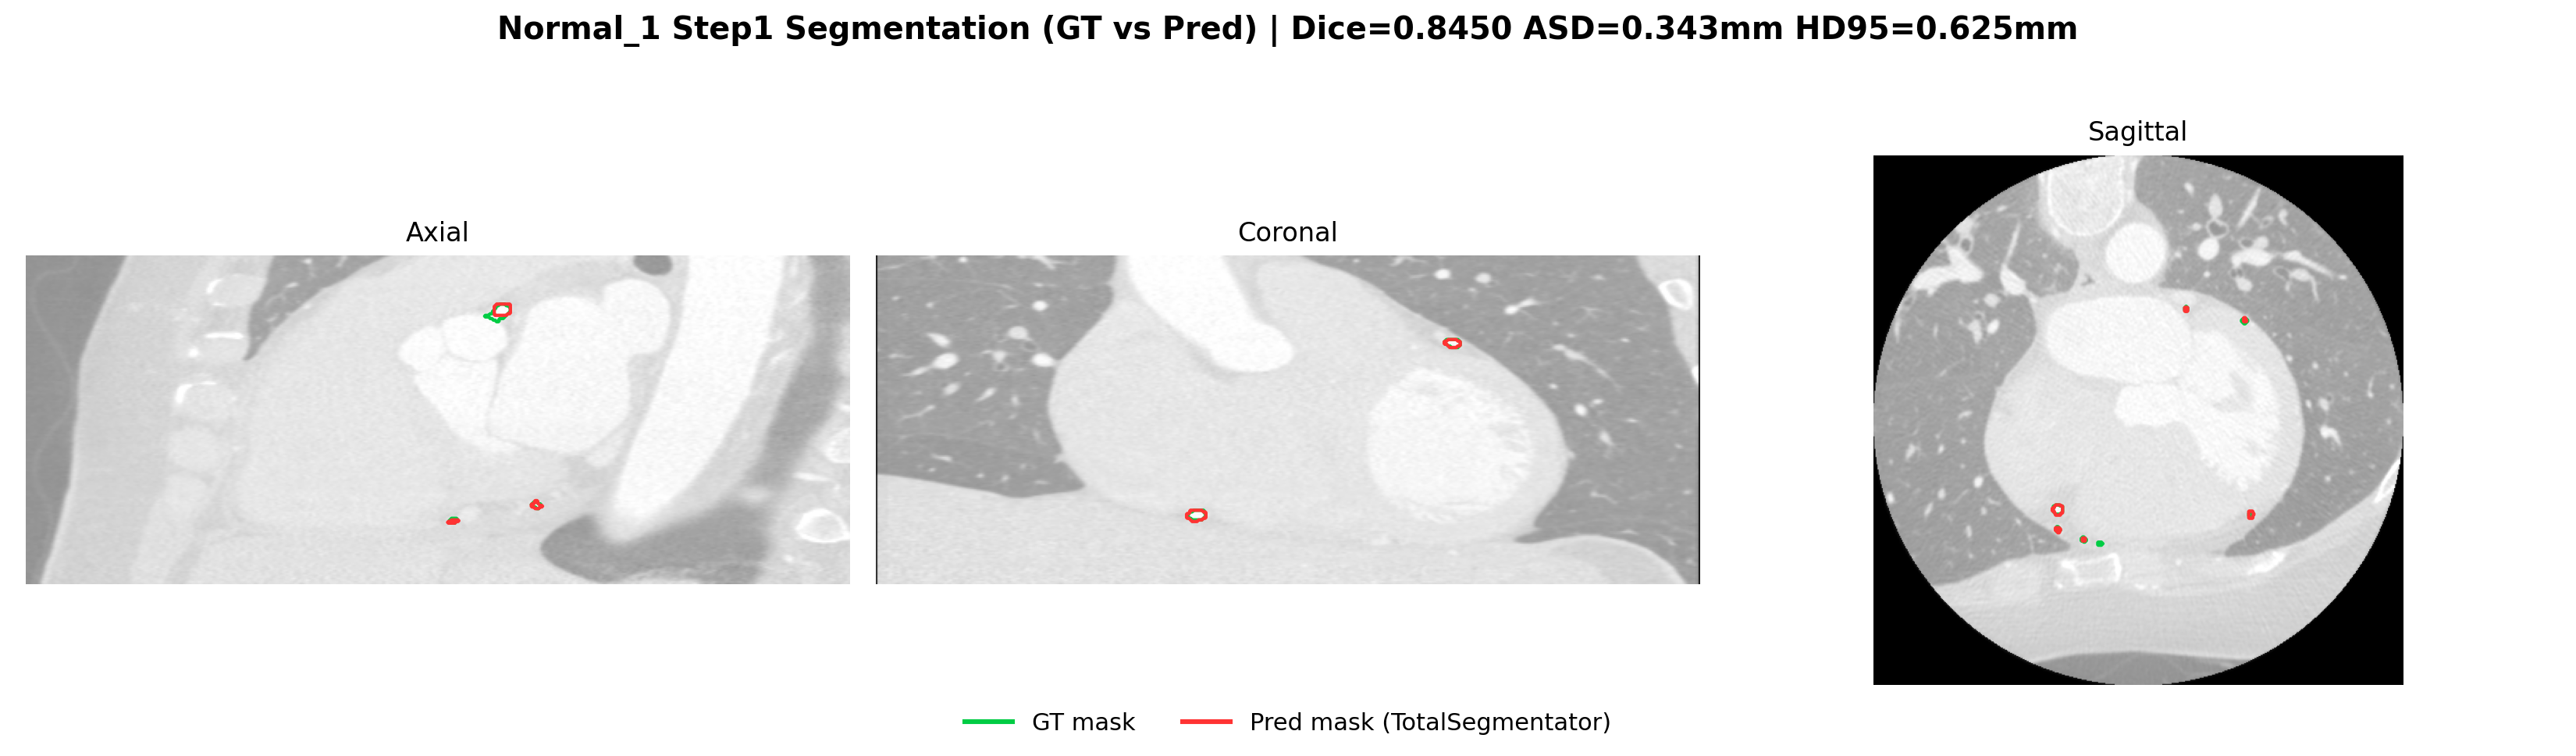 Normal_1 Step1 Segmentation (GT vs Pred) | Dice=0.8450 ASD=0.343mm HD95=0.625mm
Axial
Coronal
Sagittal
GT mask
Pred mask (TotalSegmentator)